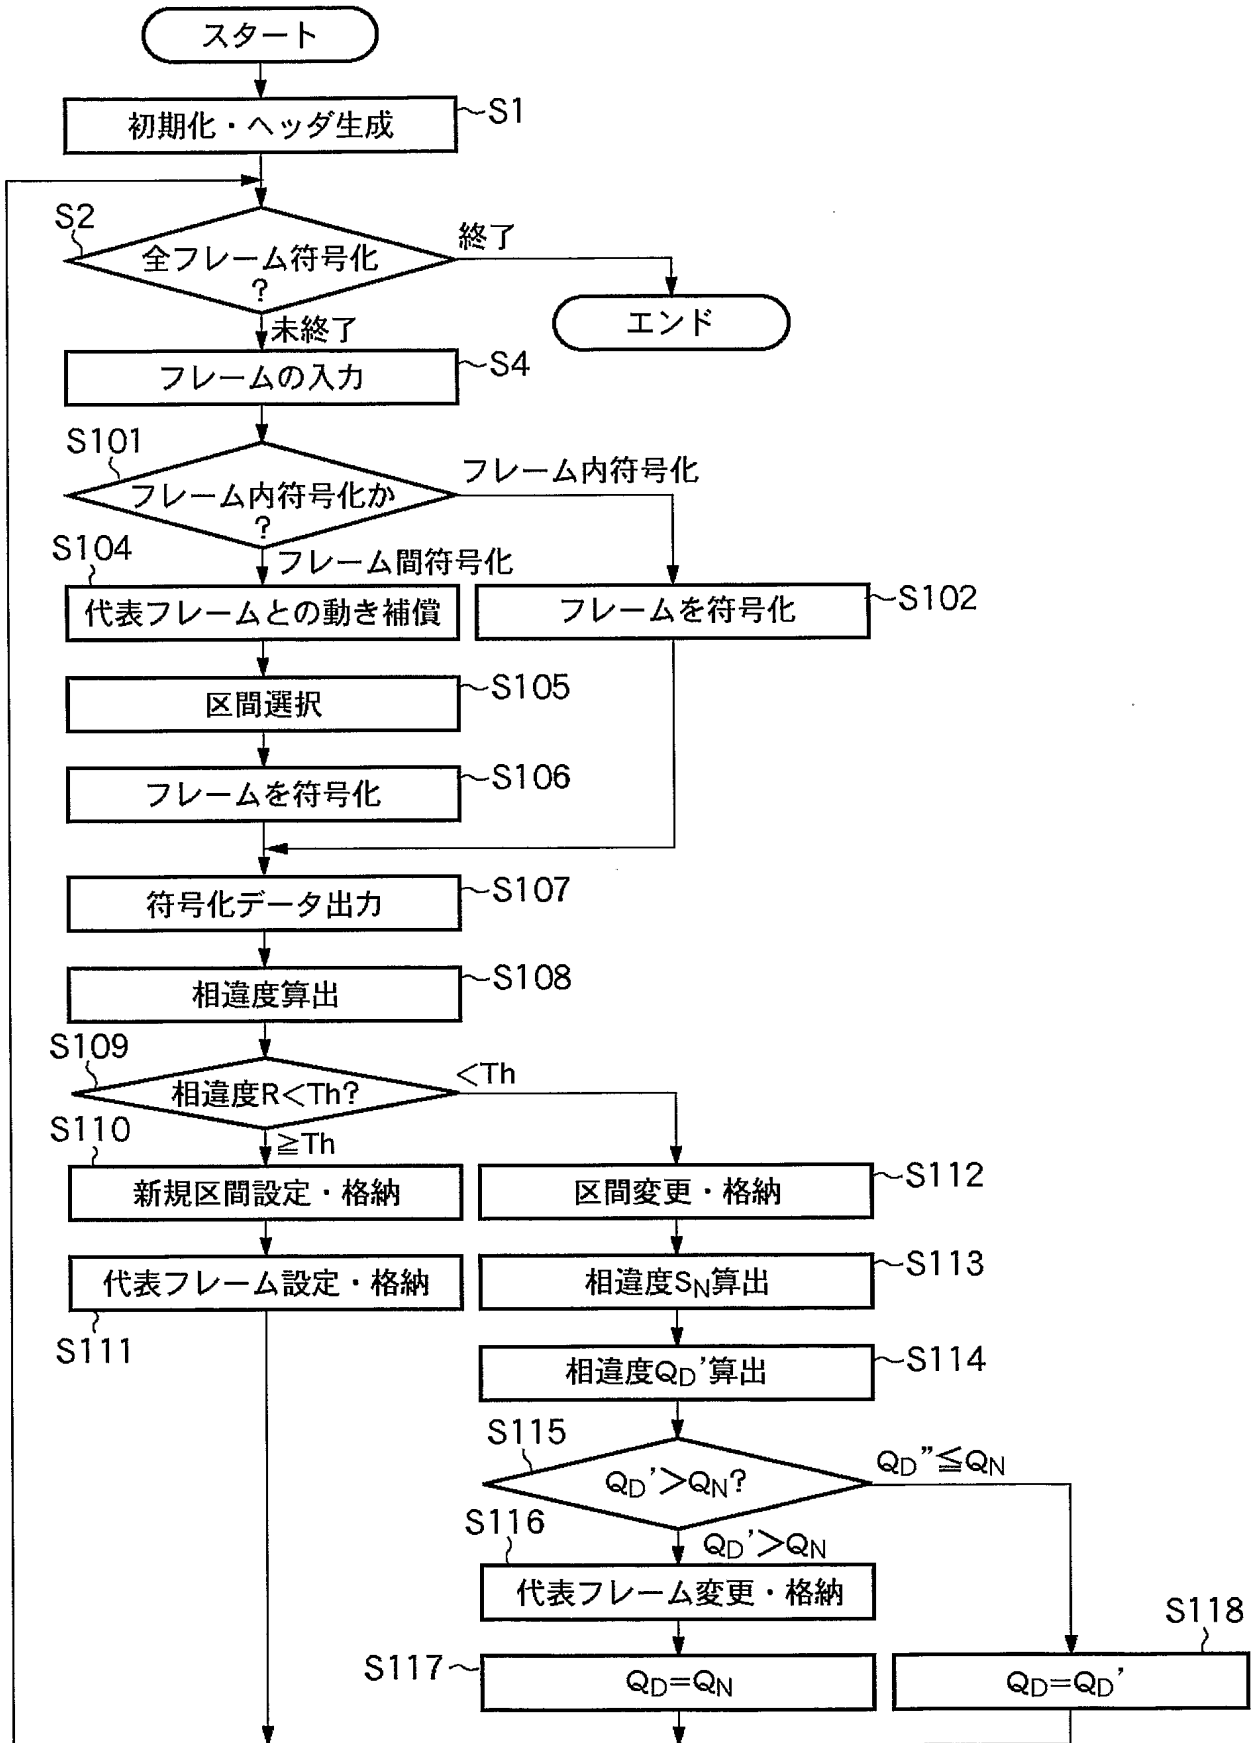 スタート
初期化・ヘッダ生成
S1
S2
全フレーム符号化
?
終了
エンド
未終了
フレームの入力
S4
S101
フレーム内符号化か
?
フレーム内符号化
S104
フレーム間符号化
代表フレームとの動き補償
フレームを符号化
S102
区間選択
S105
フレームを符号化
S106
符号化データ出力
S107
相違度算出
S108
S109
相違度R<Th?
<Th
S110
≧Th
新規区間設定・格納
区間変更・格納
S112
代表フレーム設定・格納
S111
相違度SN算出
S113
相違度QD'算出
S114
S115
QD'>QN?
QD"≦QN
S116
QD'>QN
代表フレーム変更・格納
S117
QD=QN
S118
QD=QD'